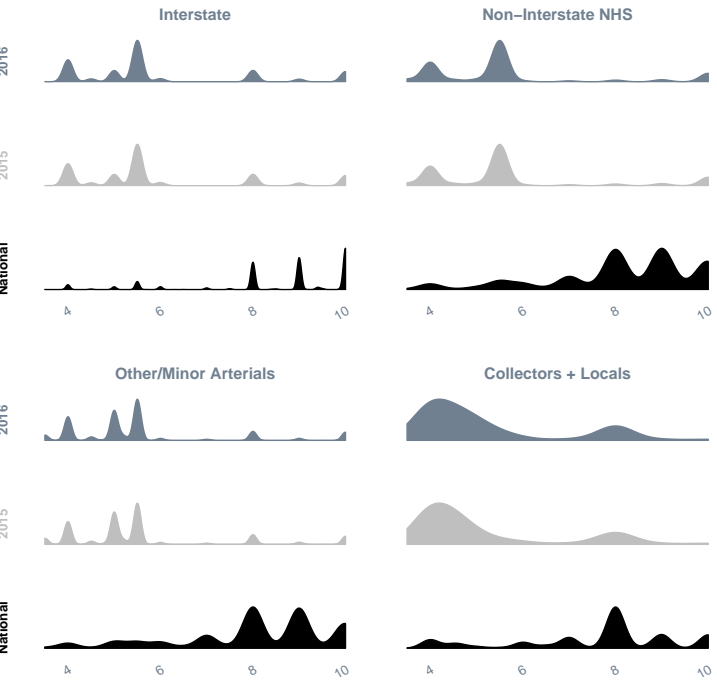 Interstate
Non−Interstate NHS
2016
2015
National
4 6 8 10
4 6 8 10
Other/Minor Arterials
Collectors + Locals
2016
2015
National
4 6 8 10
4 6 8 10